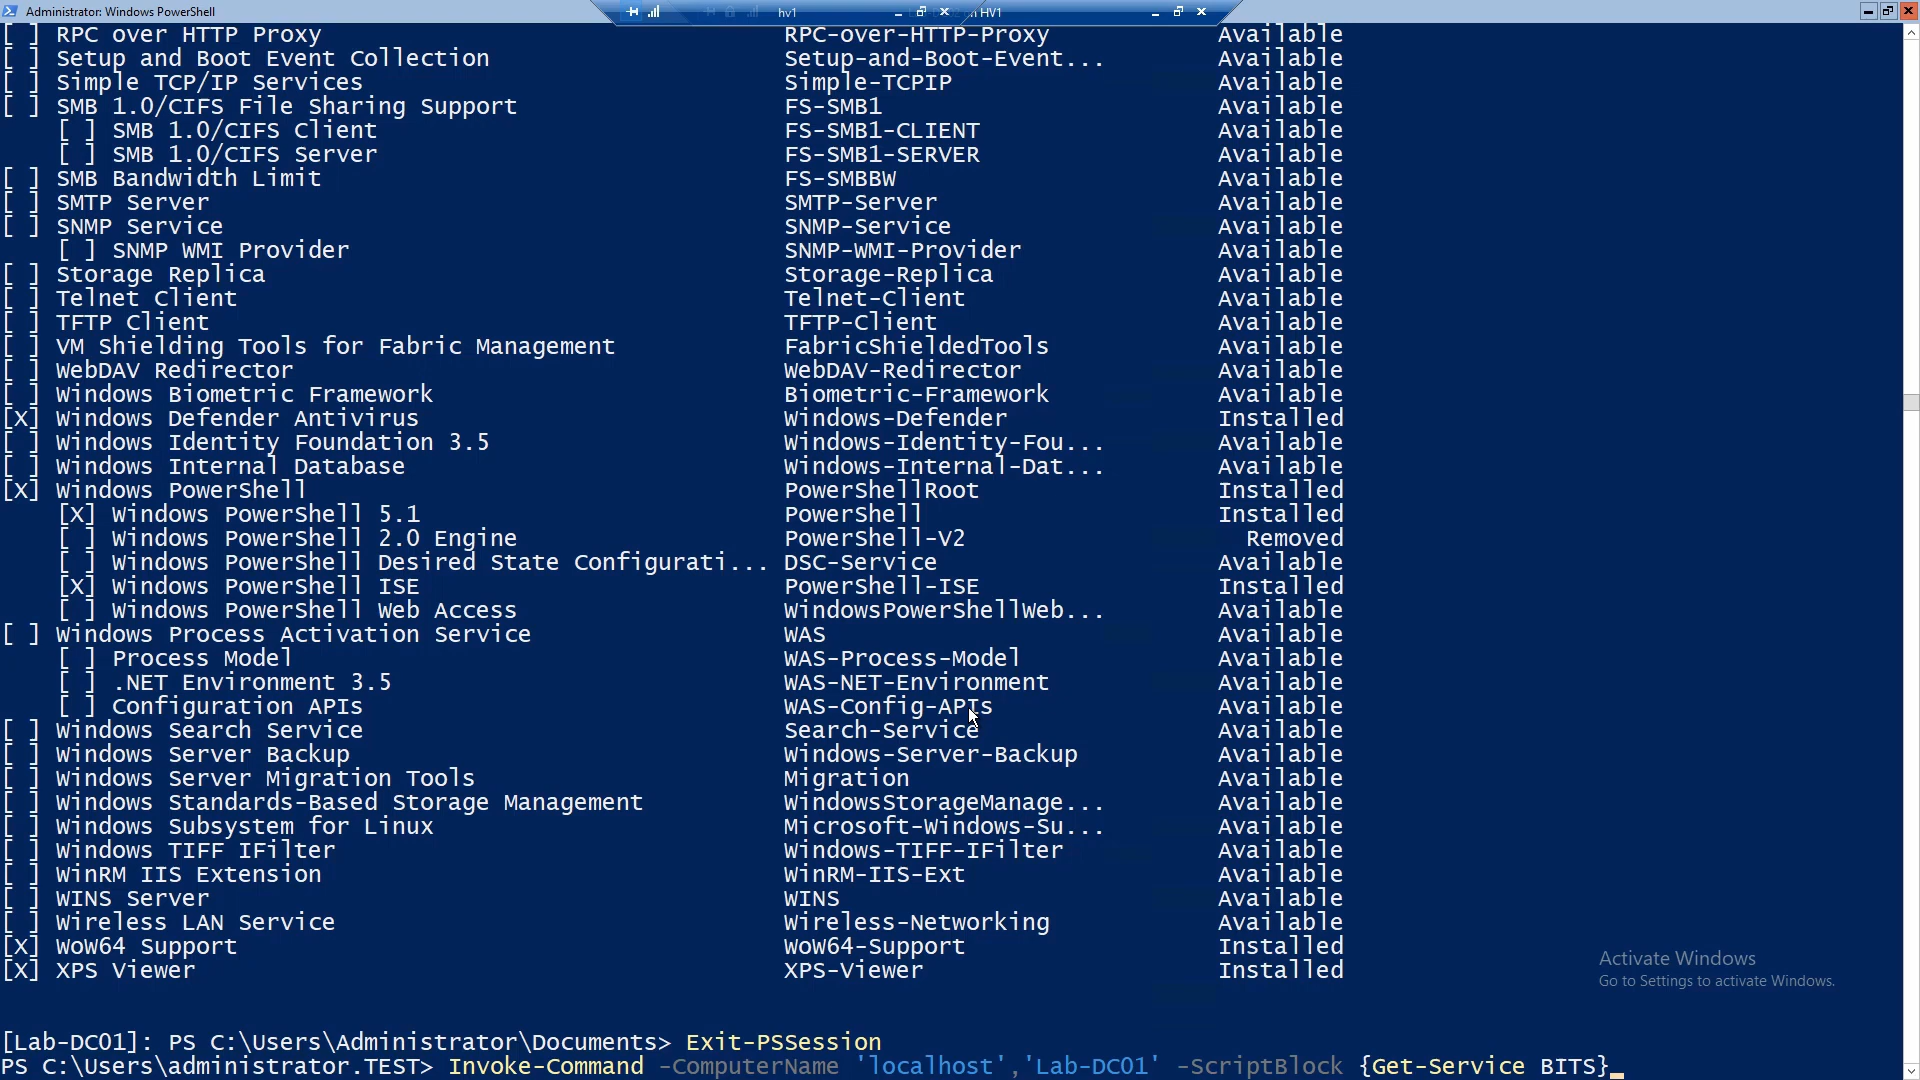 Administrator: Windows PowerShell
hv1
HV1
[ ] RPC over HTTP Proxy RPC-over-HTTP-Proxy Available
[ ] Setup and Boot Event Collection Setup-and-Boot-Event... Available
[ ] Simple TCP/IP Services Simple-TCPIP Available
[ ] SMB 1.0/CIFS File Sharing Support FS-SMB1 Available
[ ] SMB 1.0/CIFS Client FS-SMB1-CLIENT Available
[ ] SMB 1.0/CIFS Server FS-SMB1-SERVER Available
[ ] SMB Bandwidth Limit FS-SMBBW Available
[ ] SMTP Server SMTP-Server Available
[ ] SNMP Service SNMP-Service Available
[ ] SNMP WMI Provider SNMP-WMI-Provider Available
[ ] Storage Replica Storage-Replica Available
[ ] Telnet Client Telnet-Client Available
[ ] TFTP Client TFTP-Client Available
[ ] VM Shielding Tools for Fabric Management FabricShieldedTools Available
[ ] WebDAV Redirector WebDAV-Redirector Available
[ ] Windows Biometric Framework Biometric-Framework Available
[X] Windows Defender Antivirus Windows-Defender Installed
[ ] Windows Identity Foundation 3.5 Windows-Identity-Fou... Available
[ ] Windows Internal Database Windows-Internal-Dat... Available
[X] Windows PowerShell PowerShellRoot Installed
[X] Windows PowerShell 5.1 PowerShell Installed
[ ] Windows PowerShell 2.0 Engine PowerShell-V2 Removed
[ ] Windows PowerShell Desired State Configurati... DSC-Service Available
[X] Windows PowerShell ISE PowerShell-ISE Installed
[ ] Windows PowerShell Web Access WindowsPowerShellWeb... Available
[ ] Windows Process Activation Service WAS Available
[ ] Process Model WAS-Process-Model Available
[ ] .NET Environment 3.5 WAS-NET-Environment Available
[ ] Configuration APIs WAS-Config-APIs Available
[ ] Windows Search Service Search-Service Available
[ ] Windows Server Backup Windows-Server-Backup Available
[ ] Windows Server Migration Tools Migration Available
[ ] Windows Standards-Based Storage Management WindowsStorageManage... Available
[ ] Windows Subsystem for Linux Microsoft-Windows-Su... Available
[ ] Windows TIFF IFilter Windows-TIFF-IFilter Available
[ ] WinRM IIS Extension WinRM-IIS-Ext Available
[ ] WINS Server WINS Available
[ ] Wireless LAN Service Wireless-Networking Available
[X] WoW64 Support WoW64-Support Installed
[X] XPS Viewer XPS-Viewer Installed
Activate Windows
Go to Settings to activate Windows.
[Lab-DC01]: PS C:\Users\Administrator\Documents> Exit-PSSession
PS C:\Users\administrator.TEST> Invoke-Command -ComputerName 'localhost','Lab-DC01' -ScriptBlock {Get-Service BITS}_